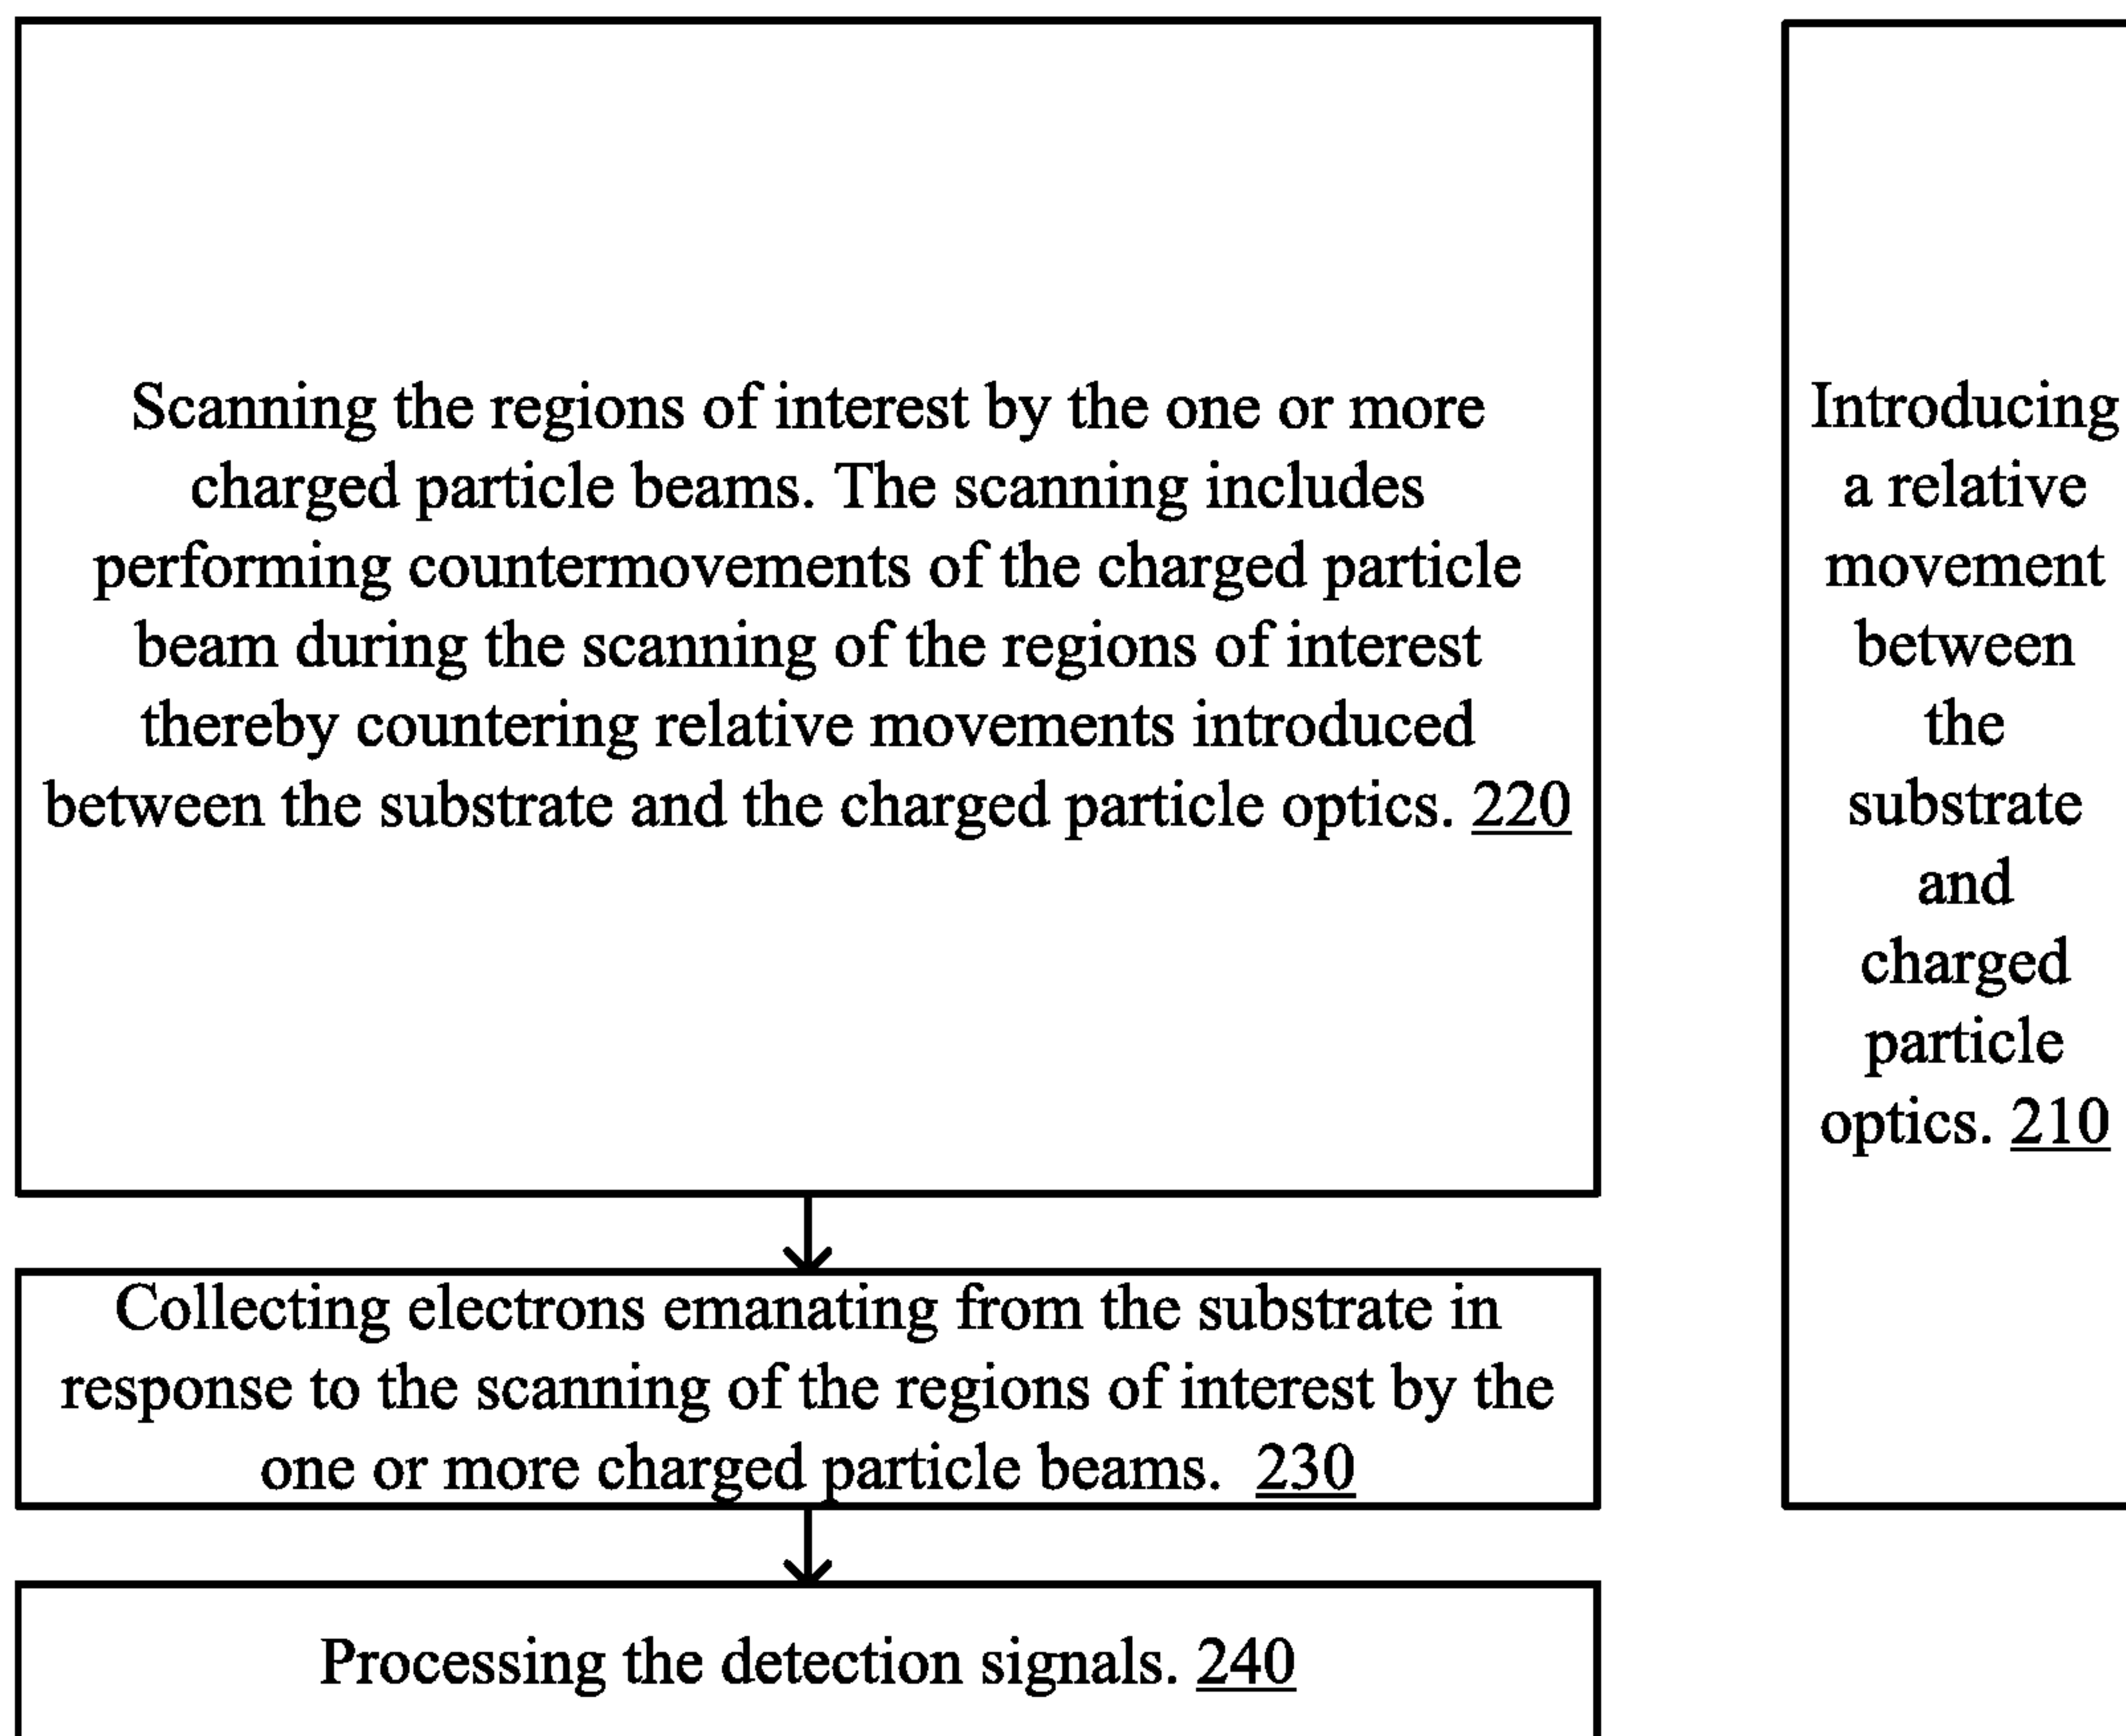 Scanning the regions of interest by the one or more
charged particle beams. The scanning includes
performing countermovements of the charged particle
beam during the scanning of the regions of interest
thereby countering relative movements introduced
between the substrate and the charged particle optics. 220
Collecting electrons emanating from the substrate in
response to the scanning of the regions of interest by the
one or more charged particle beams. 230
Processing the detection signals. 240
Introducing
a relative
movement
between
the
substrate
and
charged
particle
optics. 210